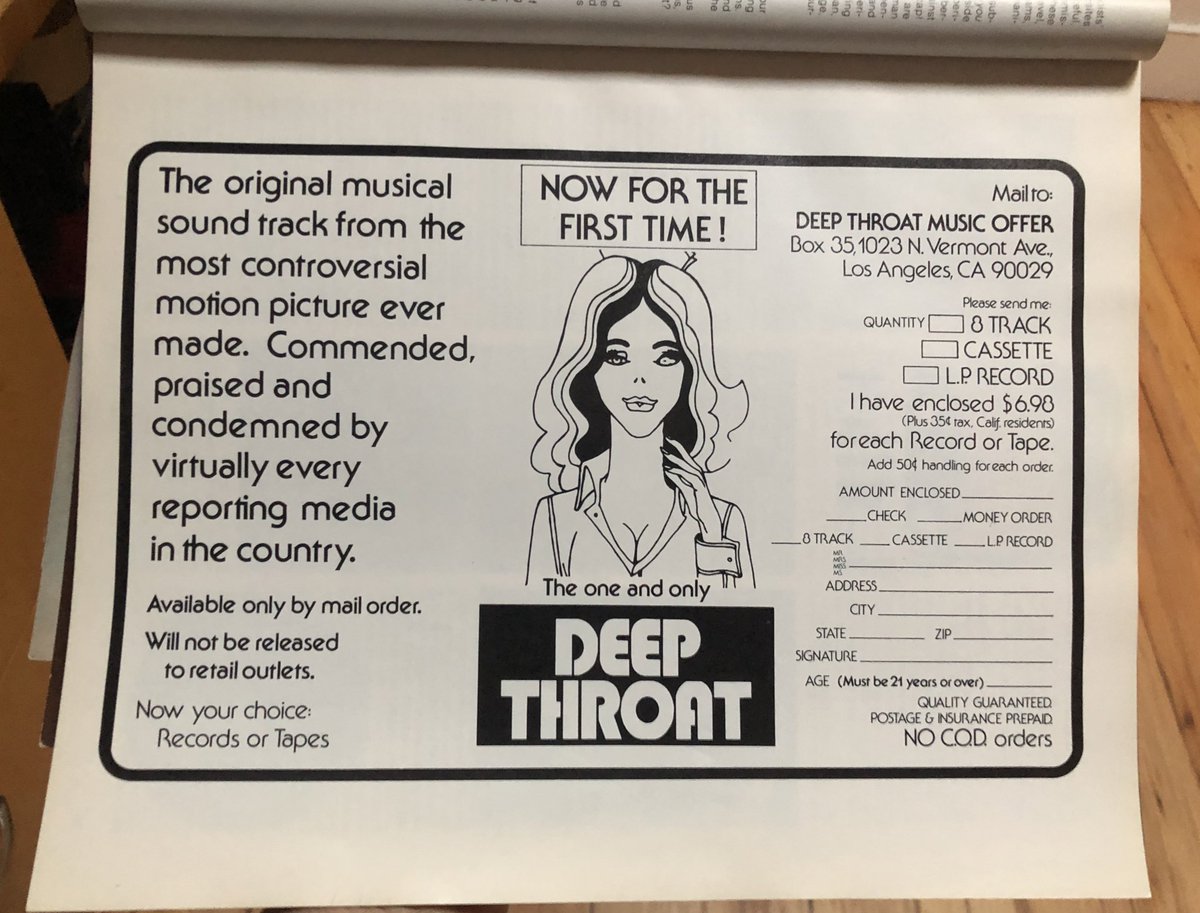 The original musical
sound track from the
most controversial
motion picture ever
made. Commended,
praised and
condemned by
virtually every
reporting media
in the country.
Available only by mail order.
Will not be released
to retail outlets.
Now your choice:
Records or Tapes
NOW FOR THE
FIRST TIME!
The one and only
DEEP
THROAT
Mail to:
DEEP THROAT MUSIC OFFER
Box 35, 1023 N. Vermont Ave.,
Los Angeles, CA 90029
Please send me:
QUANTITY 8 TRACK
CASSETTE
L.P. RECORD
I have enclosed $6.98
(Plus 35¢ tax, Calif. residents)
for each Record or Tape.
Add 50¢ handling for each order.
AMOUNT ENCLOSED
CHECK MONEY ORDER
8 TRACK CASSETTE L.P. RECORD
MR.
MRS.
MISS
MS.
ADDRESS
CITY
STATE ZIP
SIGNATURE
AGE (Must be 21 years or over)
QUALITY GUARANTEED.
POSTAGE & INSURANCE PREPAID.
NO C.O.D. orders